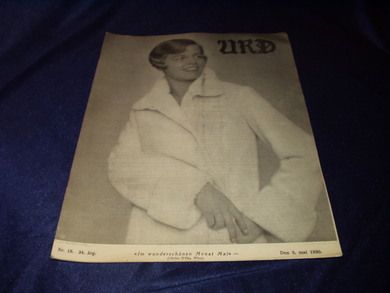 URD
Nr. 18. 34. årg.
»Im wunderschönen Monat Mai» —
Den 3. mai 1930.